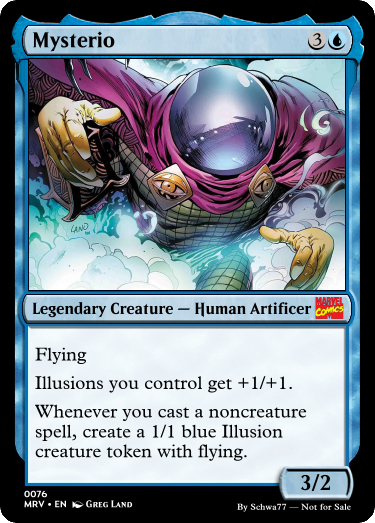 Mysterio 3
LAND
Legendary Creature — Human Artificer MARVEL
COMICS
Flying
Illusions you control get +1/+1.
Whenever you cast a noncreature
spell, create a 1/1 blue Illusion
creature token with flying.
3/2
0076
MRV • EN Greg Land
By Schwa77 — Not for Sale